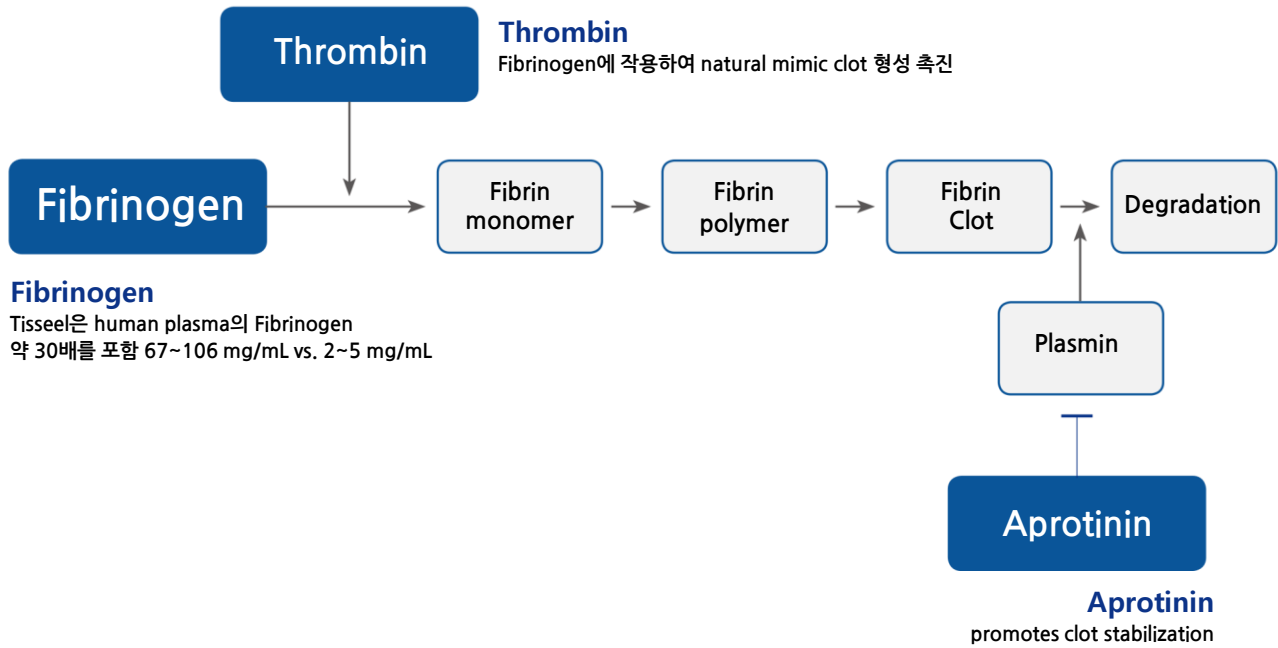 Thrombin
Thrombin
Fibrinogen에 작용하여 natural mimic clot 형성 촉진
Fibrinogen
Fibrin
monomer
Fibrin
polymer
Fibrin
Clot
Degradation
Fibrinogen
Tisseel은 human plasma의 Fibrinogen
약 30배를 포함 67~106 mg/mL vs. 2~5 mg/mL
Plasmin
Aprotinin
Aprotinin
promotes clot stabilization